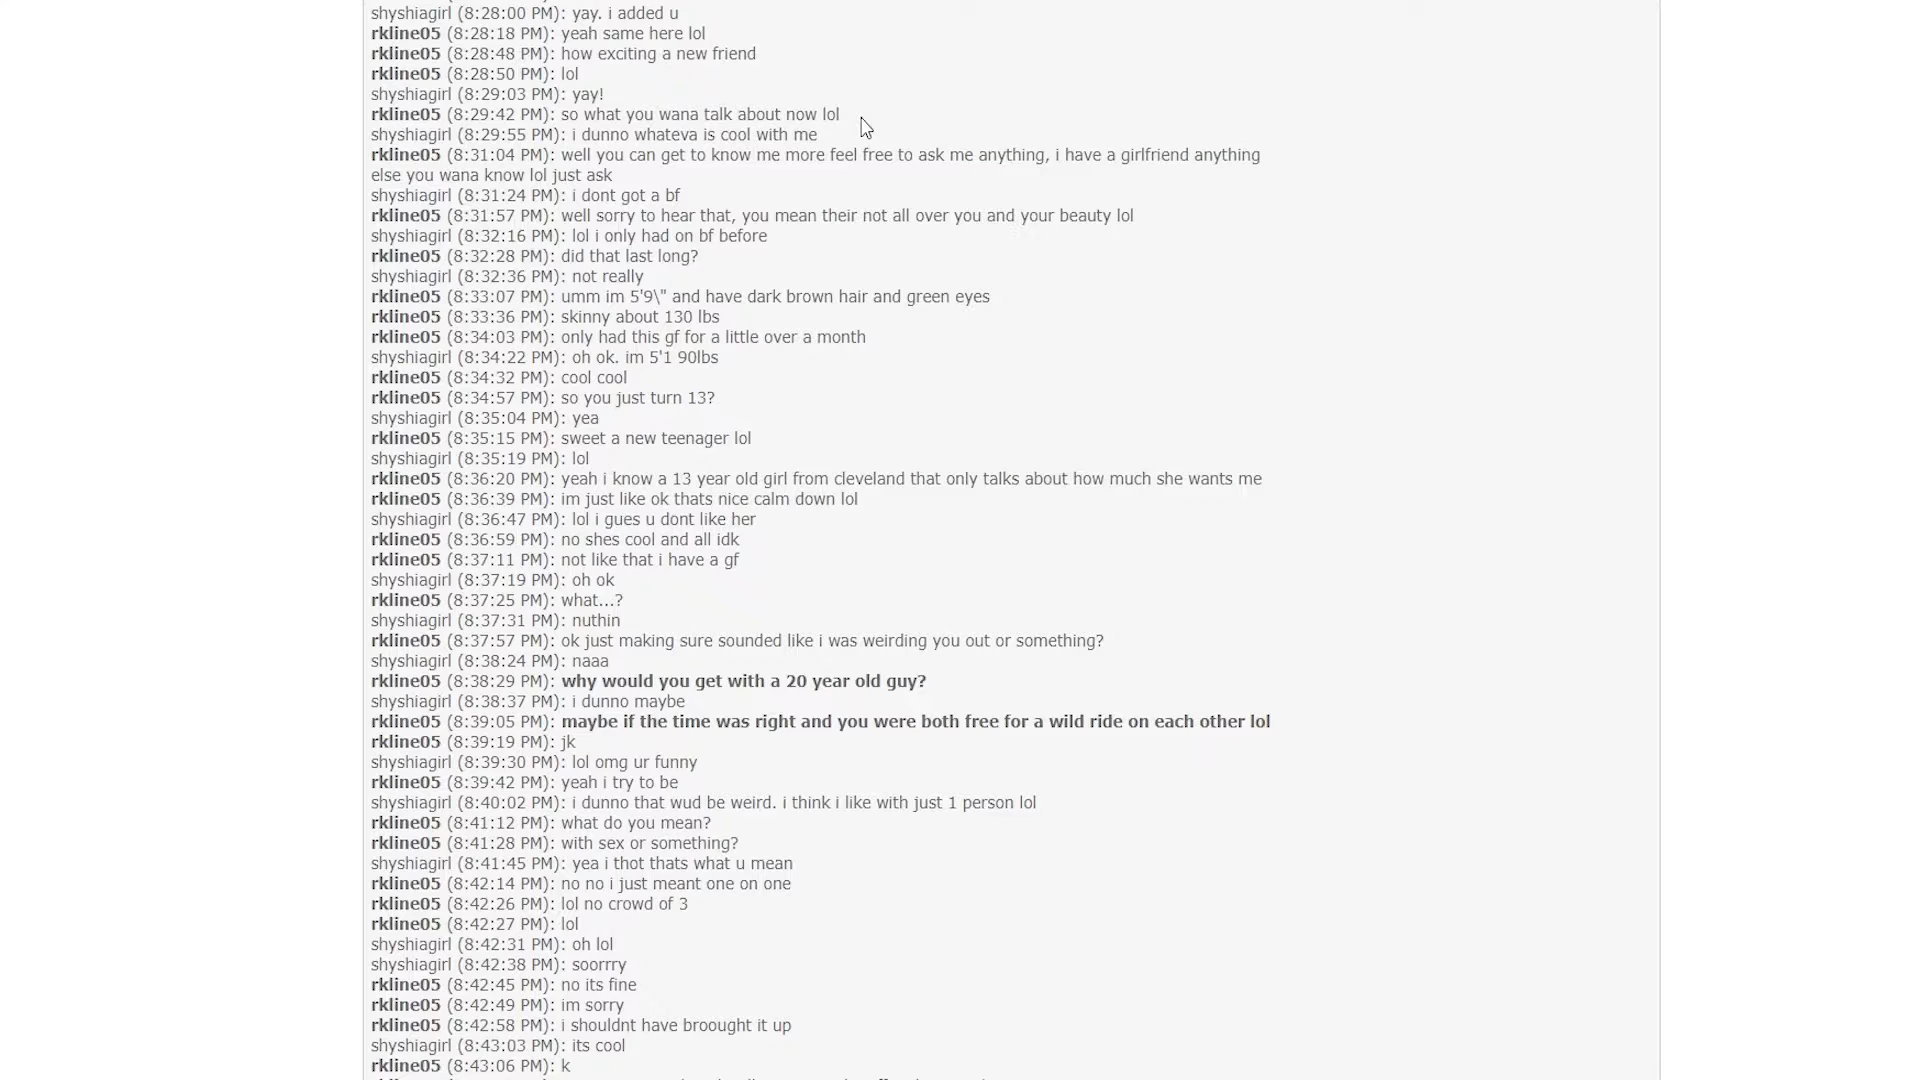 shyshiagirl (8:28:00 PM): yay. i added u
rkline05 (8:28:18 PM): yeah same here lol
rkline05 (8:28:48 PM): how exciting a new friend
rkline05 (8:28:50 PM): lol
shyshiagirl (8:29:03 PM): yay!
rkline05 (8:29:42 PM): so what you wana talk about now lol
shyshiagirl (8:29:55 PM): i dunno whateva is cool with me
rkline05 (8:31:04 PM): well you can get to know me more feel free to ask me anything, i have a girlfriend anything
else you wana know lol just ask
shyshiagirl (8:31:24 PM): i dont got a bf
rkline05 (8:31:57 PM): well sorry to hear that, you mean their not all over you and your beauty lol
shyshiagirl (8:32:16 PM): lol i only had on bf before
rkline05 (8:32:28 PM): did that last long?
shyshiagirl (8:32:36 PM): not really
rkline05 (8:33:07 PM): umm im 5'9\" and have dark brown hair and green eyes
rkline05 (8:33:36 PM): skinny about 130 lbs
rkline05 (8:34:03 PM): only had this gf for a little over a month
shyshiagirl (8:34:22 PM): oh ok. im 5'1 90lbs
rkline05 (8:34:32 PM): cool cool
rkline05 (8:34:57 PM): so you just turn 13?
shyshiagirl (8:35:04 PM): yea
rkline05 (8:35:15 PM): sweet a new teenager lol
shyshiagirl (8:35:19 PM): lol
rkline05 (8:36:20 PM): yeah i know a 13 year old girl from cleveland that only talks about how much she wants me
rkline05 (8:36:39 PM): im just like ok thats nice calm down lol
shyshiagirl (8:36:47 PM): lol i gues u dont like her
rkline05 (8:36:59 PM): no shes cool and all idk
rkline05 (8:37:11 PM): not like that i have a gf
shyshiagirl (8:37:19 PM): oh ok
rkline05 (8:37:25 PM): what...?
shyshiagirl (8:37:31 PM): nuthin
rkline05 (8:37:57 PM): ok just making sure sounded like i was weirding you out or something?
shyshiagirl (8:38:24 PM): naaa
rkline05 (8:38:29 PM): why would you get with a 20 year old guy?
shyshiagirl (8:38:37 PM): i dunno maybe
rkline05 (8:39:05 PM): maybe if the time was right and you were both free for a wild ride on each other lol
rkline05 (8:39:19 PM): jk
shyshiagirl (8:39:30 PM): lol omg ur funny
rkline05 (8:39:42 PM): yeah i try to be
shyshiagirl (8:40:02 PM): i dunno that wud be weird. i think i like with just 1 person lol
rkline05 (8:41:12 PM): what do you mean?
rkline05 (8:41:28 PM): with sex or something?
shyshiagirl (8:41:45 PM): yea i thot thats what u mean
rkline05 (8:42:14 PM): no no i just meant one on one
rkline05 (8:42:26 PM): lol no crowd of 3
rkline05 (8:42:27 PM): lol
shyshiagirl (8:42:31 PM): oh lol
shyshiagirl (8:42:38 PM): soorrry
rkline05 (8:42:45 PM): no its fine
rkline05 (8:42:49 PM): im sorry
rkline05 (8:42:58 PM): i shouldnt have broought it up
shyshiagirl (8:43:03 PM): its cool
rkline05 (8:43:06 PM): k